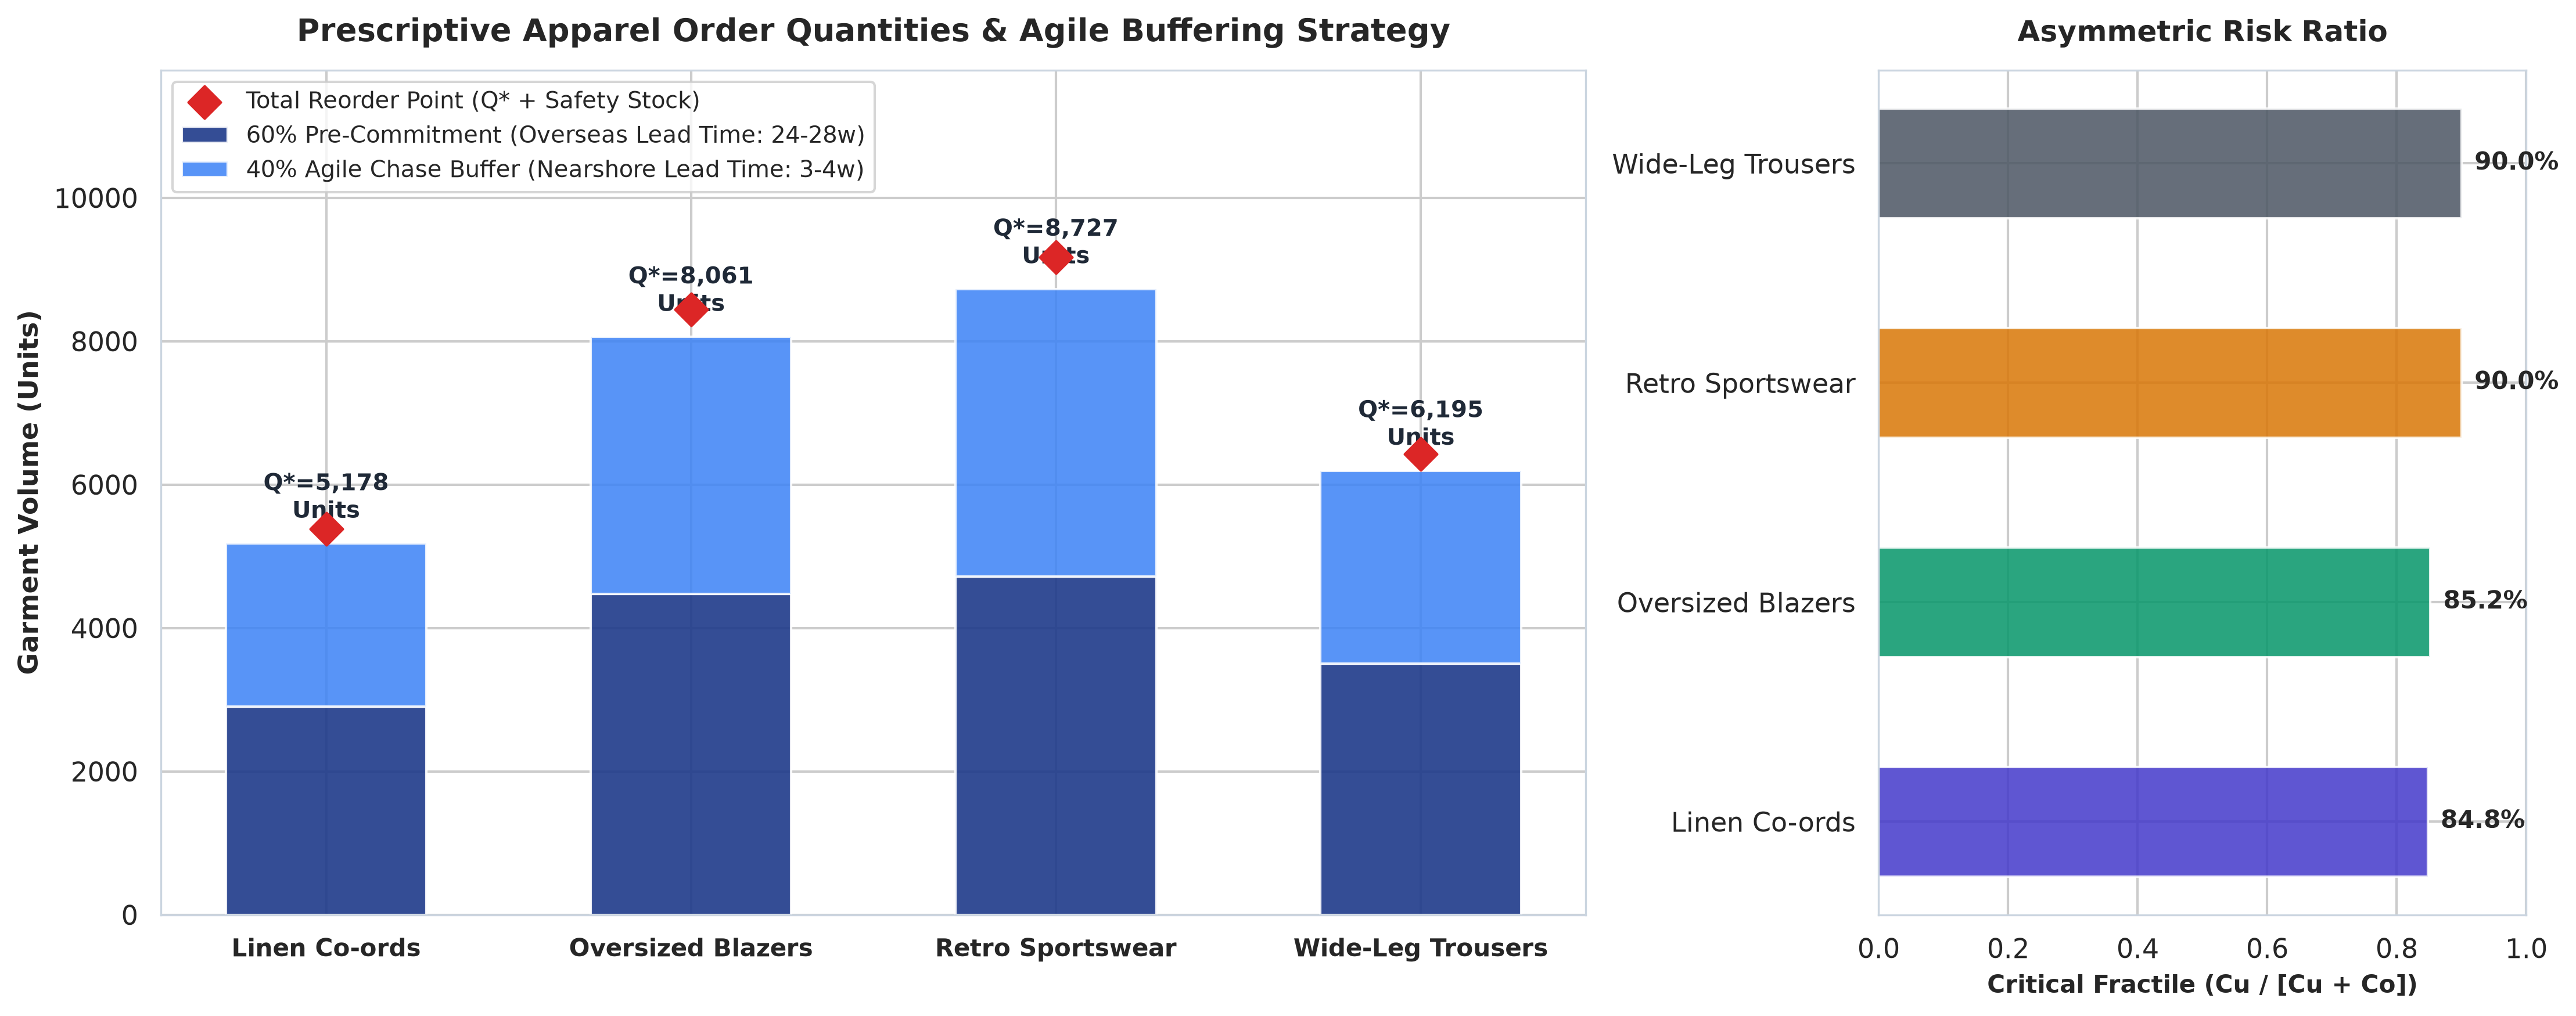 Prescriptive Apparel Order Quantities & Agile Buffering Strategy
Total Reorder Point (Q* + Safety Stock)
60% Pre-Commitment (Overseas Lead Time: 24-28w)
40% Agile Chase Buffer (Nearshore Lead Time: 3-4w)
Garment Volume (Units)
10000
8000
6000
4000
2000
0
Q*=5,178
Units
Q*=8,061
Units
Q*=8,727
Units
Q*=6,195
Units
Linen Co-ords
Oversized Blazers
Retro Sportswear
Wide-Leg Trousers
Asymmetric Risk Ratio
Wide-Leg Trousers
90.0%
Retro Sportswear
90.0%
Oversized Blazers
85.2%
Linen Co-ords
84.8%
0.0
0.2
0.4
0.6
0.8
1.0
Critical Fractile (Cu / [Cu + Co])